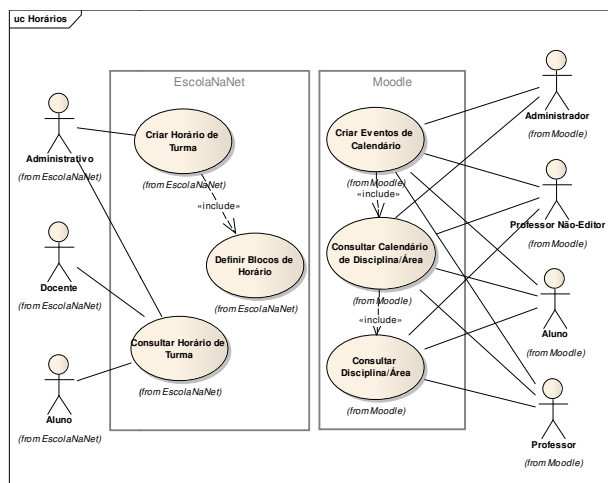 uc Horários
EscolaNaNet
Moodle
Administrativo
(from EscolaNaNet)
Docente
(from EscolaNaNet)
Aluno
(from EscolaNaNet)
Criar Horário de
Turma
(from EscolaNaNet)
«include»
Definir Blocos de
Horário
(from EscolaNaNet)
Consultar Horário de
Turma
(from EscolaNaNet)
Criar Eventos de
Calendário
(from Moodle)
«include»
Consultar Calendário
de Disciplina/Área
(from Moodle)
«include»
Consultar
Disciplina/Área
(from Moodle)
Administrador
(from Moodle)
Professor Não-Editor
(from Moodle)
Aluno
(from Moodle)
Professor
(from Moodle)